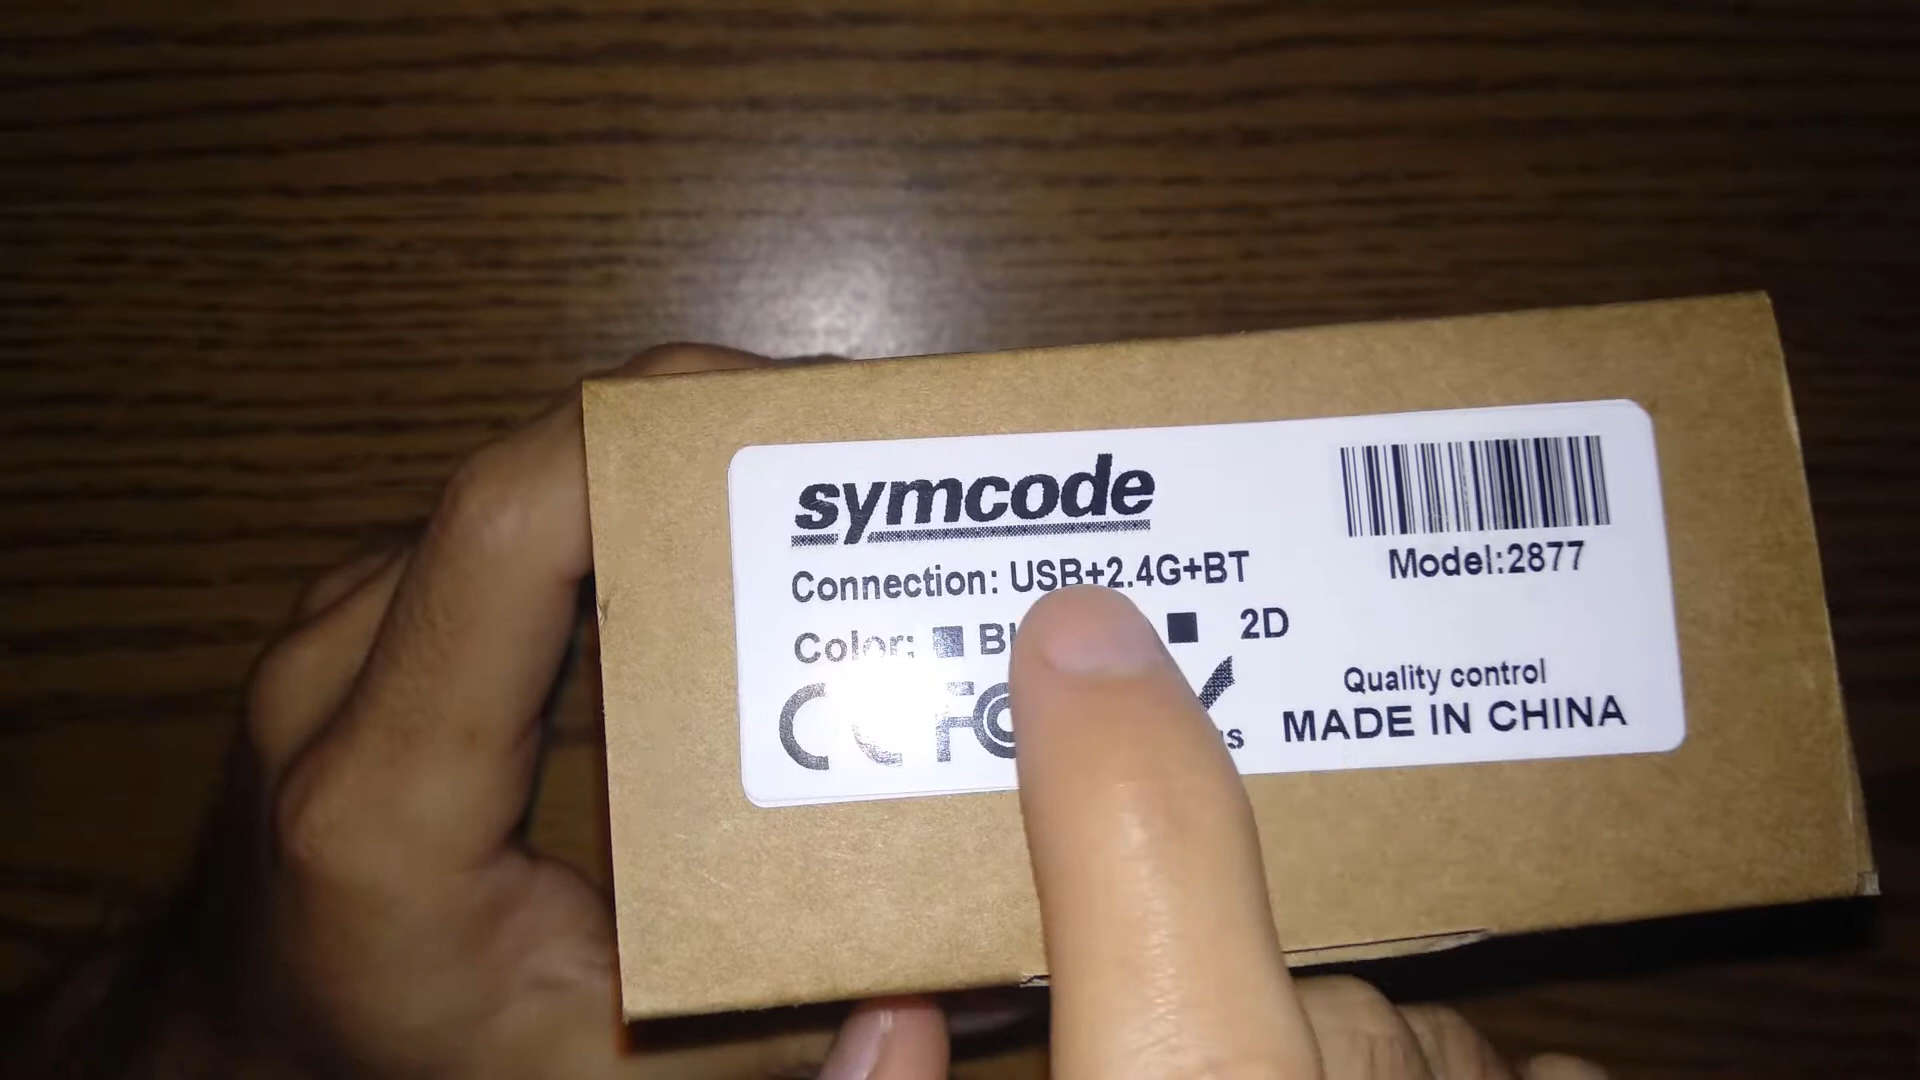 symcode
Connection: USB+2.4G+BT
Model:2877
Color:
2D
Quality control
MADE IN CHINA